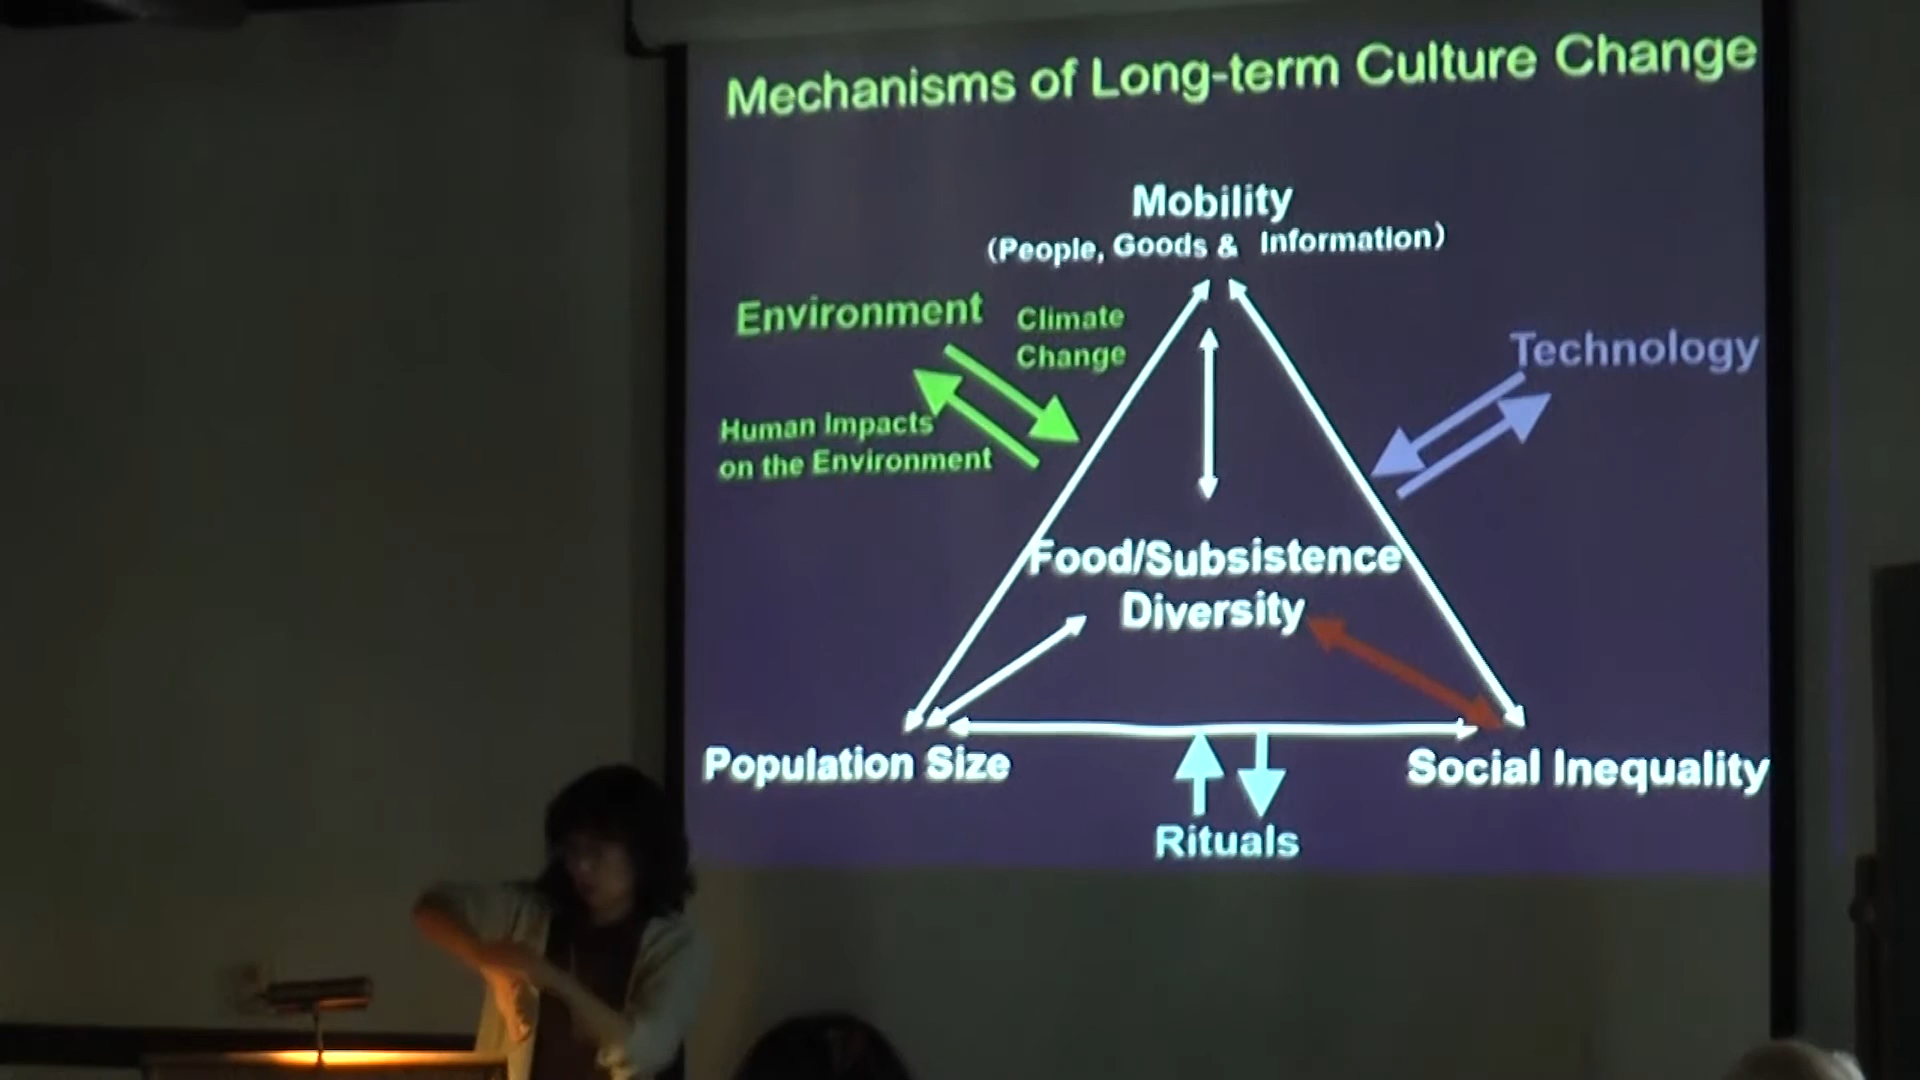 Mechanisms of Long-term Culture Change
Mobility
(People, Goods & Information)
Environment
Climate
Change
Technology
Human Impacts
on the Environment
Food/Subsistence
Diversity
Population Size
Social Inequality
Rituals